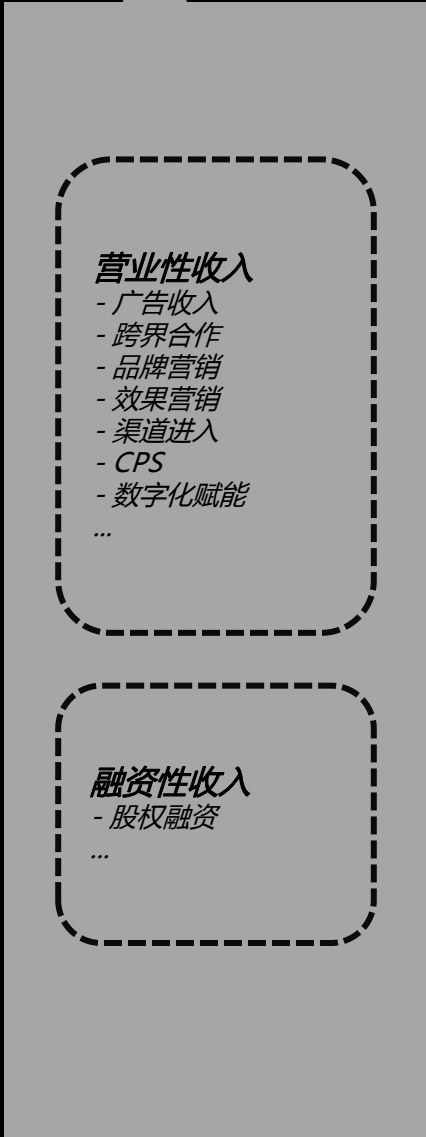 营业性收入
- 广告收入
- 跨界合作
- 品牌营销
- 效果营销
- 渠道进入
- CPS
- 数字化赋能
...
融资性收入
- 股权融资
...